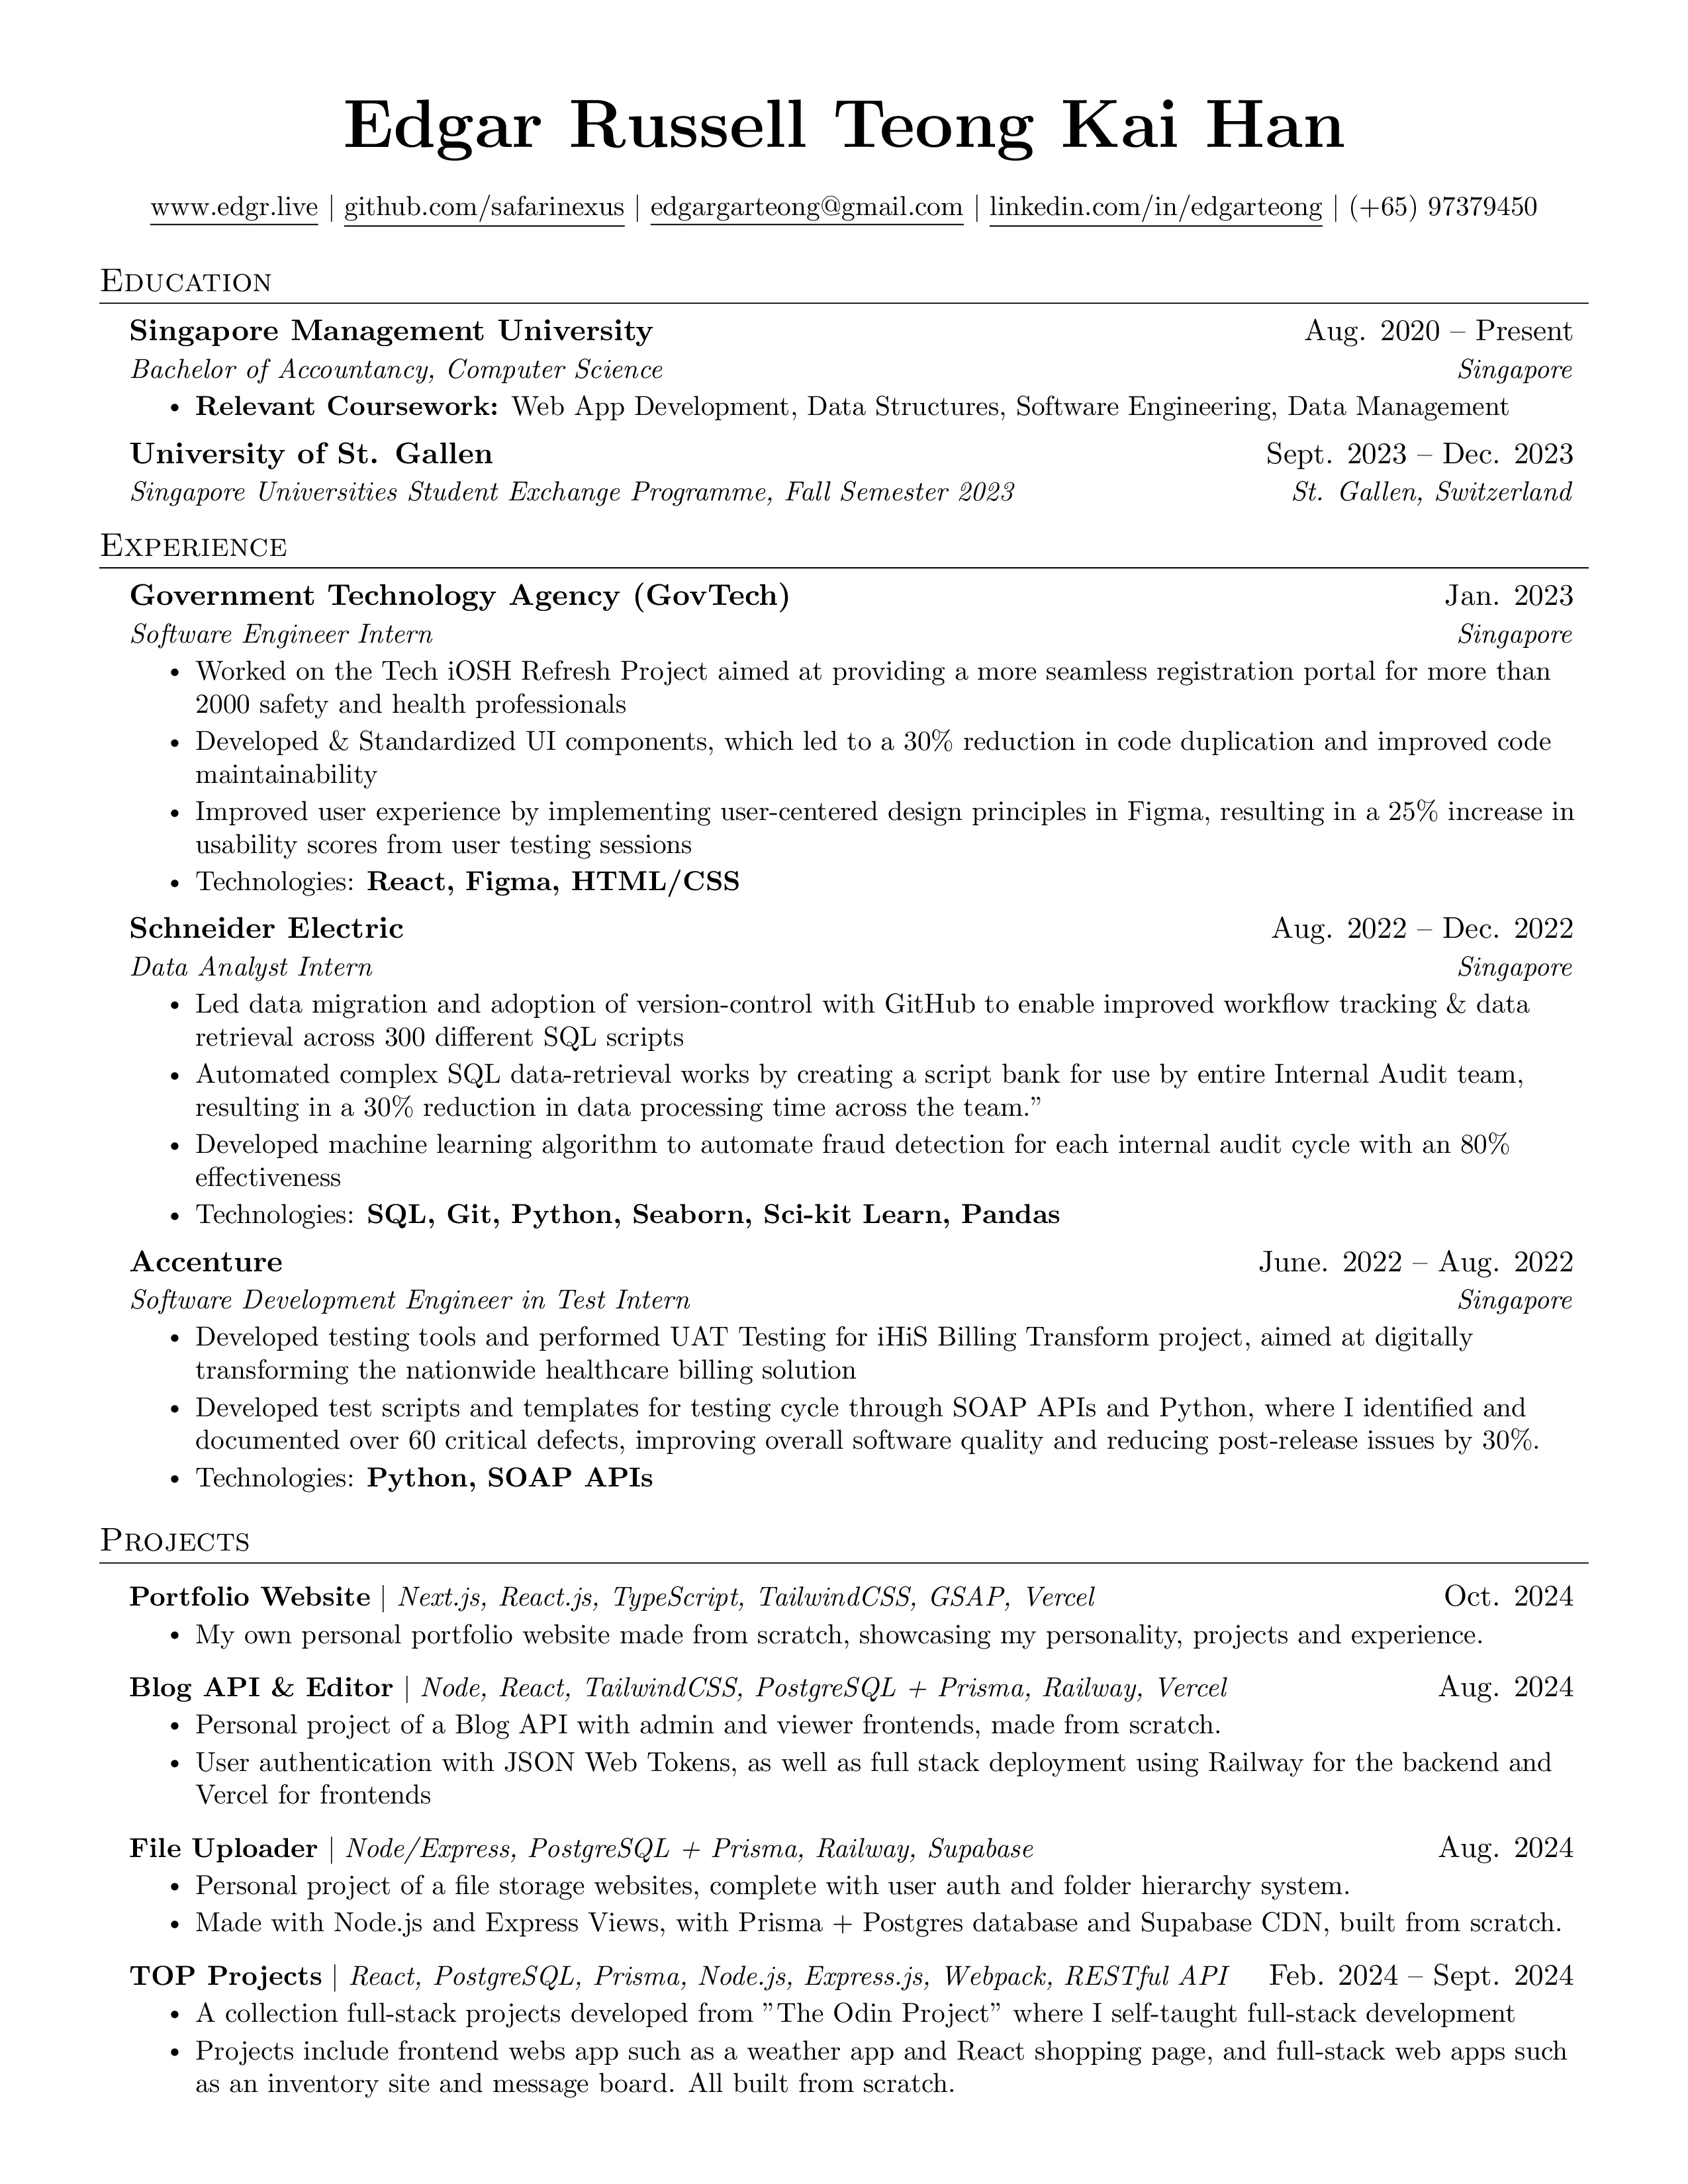 Edgar Russell Teong Kai Han
www.edgr.live | github.com/safarinexus | edgargarteong@gmail.com | linkedin.com/in/edgarteong | (+65) 97379450
Education
Singapore Management University Aug. 2020 – Present
Bachelor of Accountancy, Computer Science Singapore
• Relevant Coursework: Web App Development, Data Structures, Software Engineering, Data Management
University of St. Gallen Sept. 2023 – Dec. 2023
Singapore Universities Student Exchange Programme, Fall Semester 2023 St. Gallen, Switzerland
Experience
Government Technology Agency (GovTech) Jan. 2023
Software Engineer Intern Singapore
• Worked on the Tech iOSH Refresh Project aimed at providing a more seamless registration portal for more than
2000 safety and health professionals
• Developed & Standardized UI components, which led to a 30% reduction in code duplication and improved code
maintainability
• Improved user experience by implementing user-centered design principles in Figma, resulting in a 25% increase in
usability scores from user testing sessions
• Technologies: React, Figma, HTML/CSS
Schneider Electric Aug. 2022 – Dec. 2022
Data Analyst Intern Singapore
• Led data migration and adoption of version-control with GitHub to enable improved workflow tracking & data
retrieval across 300 different SQL scripts
• Automated complex SQL data-retrieval works by creating a script bank for use by entire Internal Audit team,
resulting in a 30% reduction in data processing time across the team.”
• Developed machine learning algorithm to automate fraud detection for each internal audit cycle with an 80%
effectiveness
• Technologies: SQL, Git, Python, Seaborn, Sci-kit Learn, Pandas
Accenture June. 2022 – Aug. 2022
Software Development Engineer in Test Intern Singapore
• Developed testing tools and performed UAT Testing for iHiS Billing Transform project, aimed at digitally
transforming the nationwide healthcare billing solution
• Developed test scripts and templates for testing cycle through SOAP APIs and Python, where I identified and
documented over 60 critical defects, improving overall software quality and reducing post-release issues by 30%.
• Technologies: Python, SOAP APIs
Projects
Portfolio Website | Next.js, React.js, TypeScript, TailwindCSS, GSAP, Vercel Oct. 2024
• My own personal portfolio website made from scratch, showcasing my personality, projects and experience.
Blog API & Editor | Node, React, TailwindCSS, PostgreSQL + Prisma, Railway, Vercel Aug. 2024
• Personal project of a Blog API with admin and viewer frontends, made from scratch.
• User authentication with JSON Web Tokens, as well as full stack deployment using Railway for the backend and
Vercel for frontends
File Uploader | Node/Express, PostgreSQL + Prisma, Railway, Supabase Aug. 2024
• Personal project of a file storage websites, complete with user auth and folder hierarchy system.
• Made with Node.js and Express Views, with Prisma + Postgres database and Supabase CDN, built from scratch.
TOP Projects | React, PostgreSQL, Prisma, Node.js, Express.js, Webpack, RESTful API Feb. 2024 – Sept. 2024
• A collection full-stack projects developed from ”The Odin Project” where I self-taught full-stack development
• Projects include frontend webs app such as a weather app and React shopping page, and full-stack web apps such
as an inventory site and message board. All built from scratch.